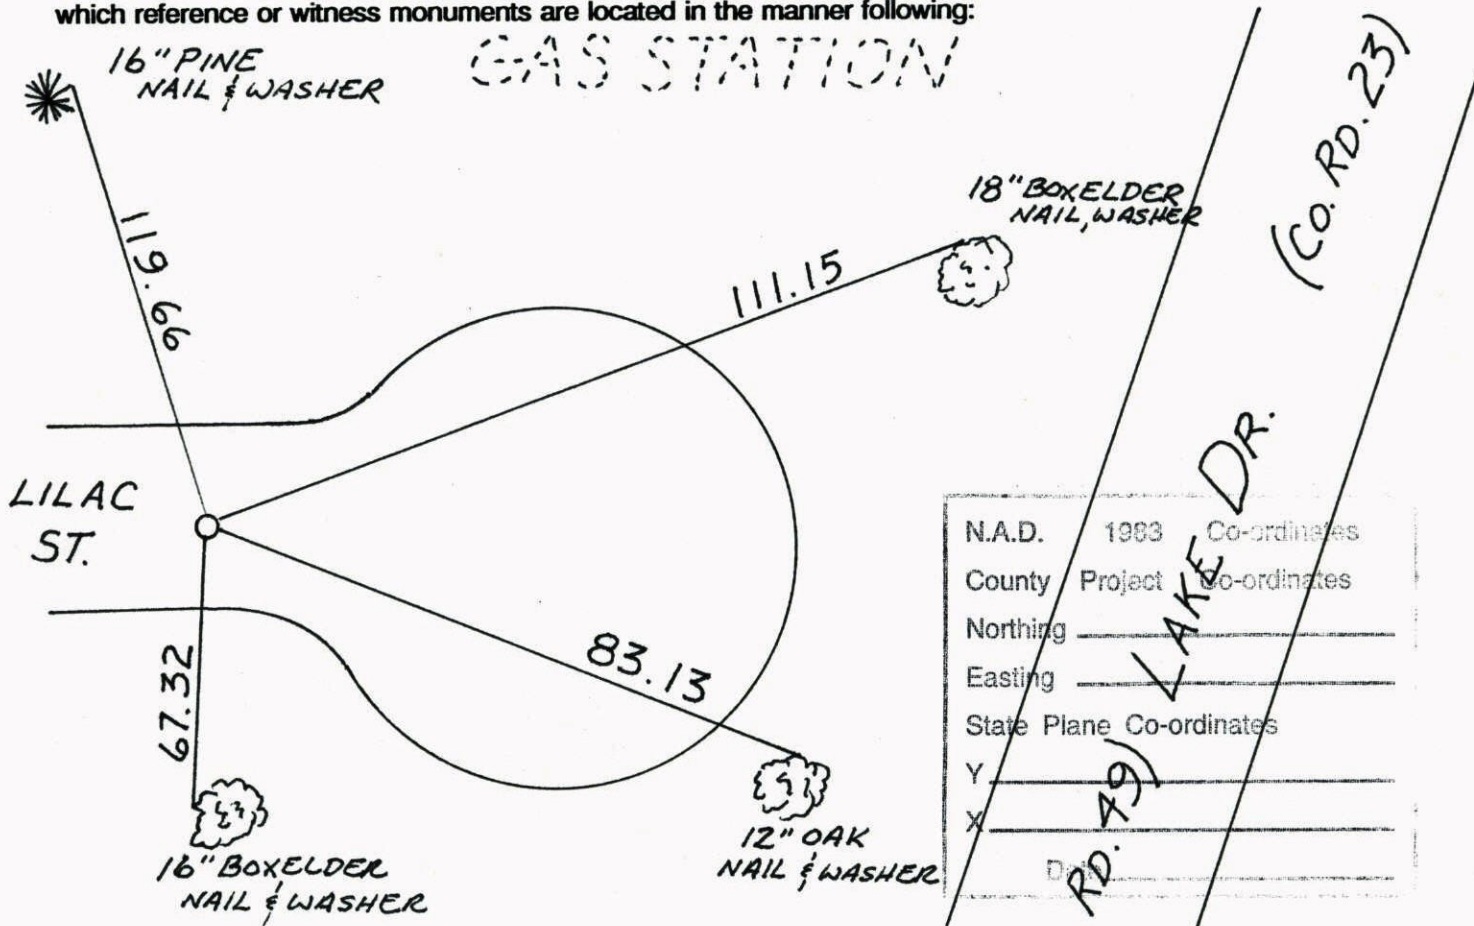 which reference or witness monuments are located in the manner following:
16" PINE
NAIL & WASHER
GAS STATION
(CO. RD. 23)
18" BOXELDER
NAIL, WASHER
119.66
111.15
LILAC
ST.
LAKE DR.
N.A.D. 1983 Co-ordinates
County Project Co-ordinates
Northing
Easting
State Plane Co-ordinates
Y
X
Date
RD. 49)
67.32
83.13
16" BOXELDER
NAIL & WASHER
12" OAK
NAIL & WASHER